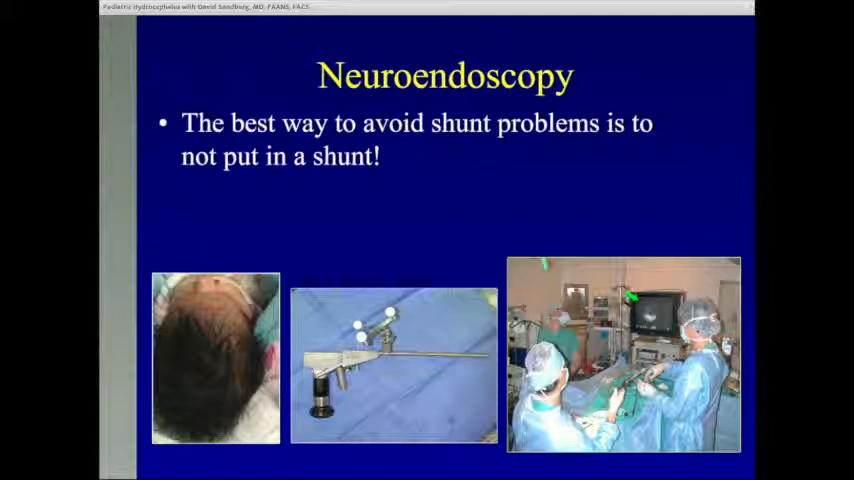 Pediatric Hydrocephalus with David Sandberg, MD, FAANS, FACS
Neuroendoscopy
• The best way to avoid shunt problems is to
not put in a shunt!